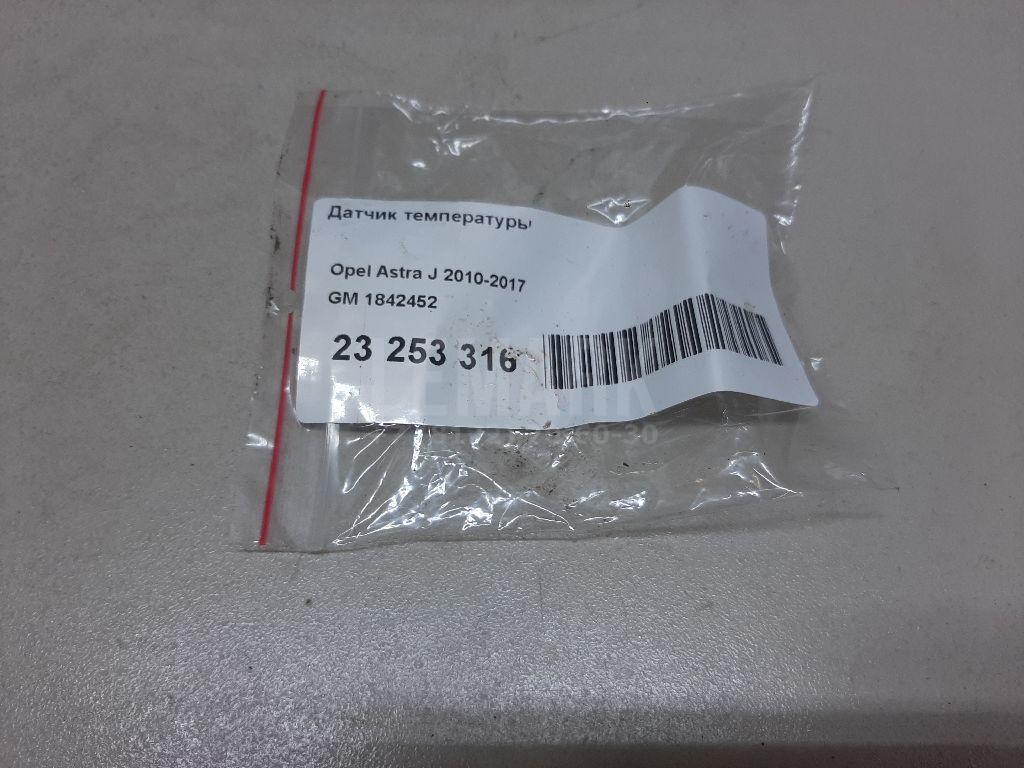 Датчик температуры
Opel Astra J 2010-2017
GM 1842452
23 253 316